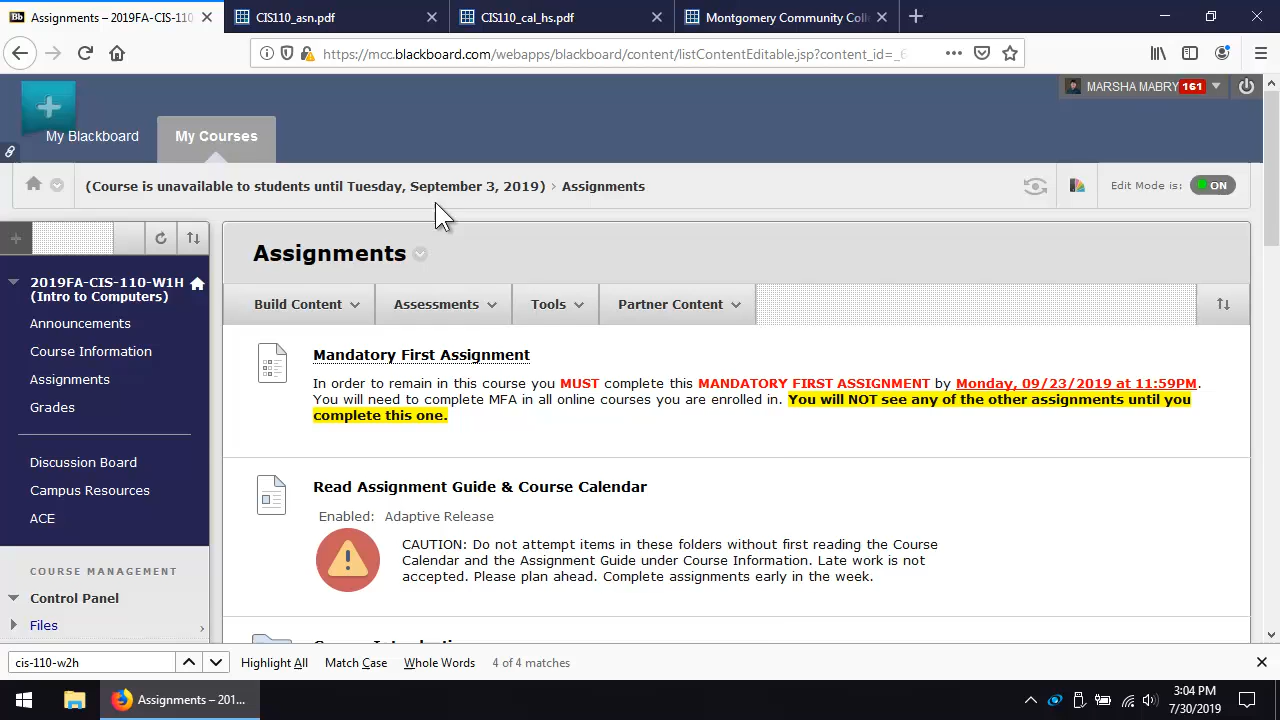 Bb Assignments – 2019FA-CIS-110
CIS110_asn.pdf
CIS110_cal_hs.pdf
Montgomery Community Coll
https://mcc.blackboard.com/webapps/blackboard/content/listContentEditable.jsp?content_id=_6
MARSHA MABRY 161
My Blackboard
My Courses
(Course is unavailable to students until Tuesday, September 3, 2019) › Assignments
Edit Mode is: ON
Assignments
2019FA-CIS-110-W1H
(Intro to Computers)
Announcements
Course Information
Assignments
Grades
Discussion Board
Campus Resources
ACE
COURSE MANAGEMENT
Control Panel
Files
Build Content
Assessments
Tools
Partner Content
Mandatory First Assignment
In order to remain in this course you MUST complete this MANDATORY FIRST ASSIGNMENT by Monday, 09/23/2019 at 11:59PM.
You will need to complete MFA in all online courses you are enrolled in. You will NOT see any of the other assignments until you
complete this one.
Read Assignment Guide & Course Calendar
Enabled: Adaptive Release
CAUTION: Do not attempt items in these folders without first reading the Course
Calendar and the Assignment Guide under Course Information. Late work is not
accepted. Please plan ahead. Complete assignments early in the week.
cis-110-w2h
Highlight All
Match Case
Whole Words
4 of 4 matches
Assignments – 201...
3:04 PM
7/30/2019